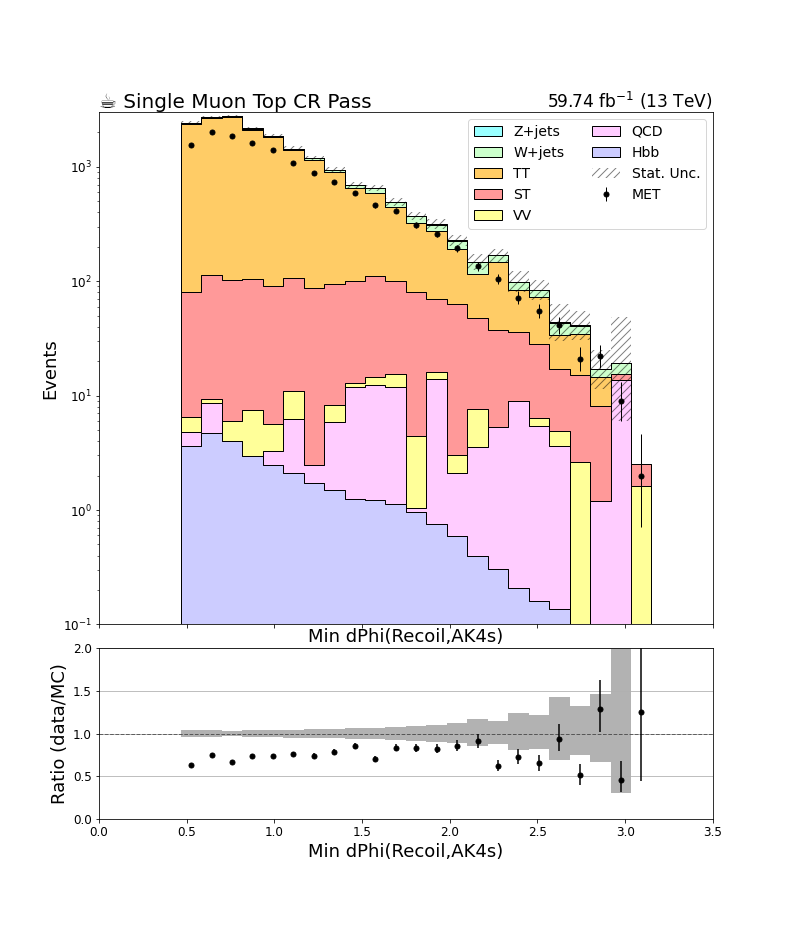 ☕ Single Muon Top CR Pass
59.74 fb⁻¹ (13 TeV)
Z+jets
W+jets
TT
ST
VV
QCD
Hbb
Stat. Unc.
MET
Events
10³
10²
10¹
10⁰
10⁻¹
Min dPhi(Recoil,AK4s)
Ratio (data/MC)
2.0
1.5
1.0
0.5
0.0
0.0 0.5 1.0 1.5 2.0 2.5 3.0 3.5
Min dPhi(Recoil,AK4s)